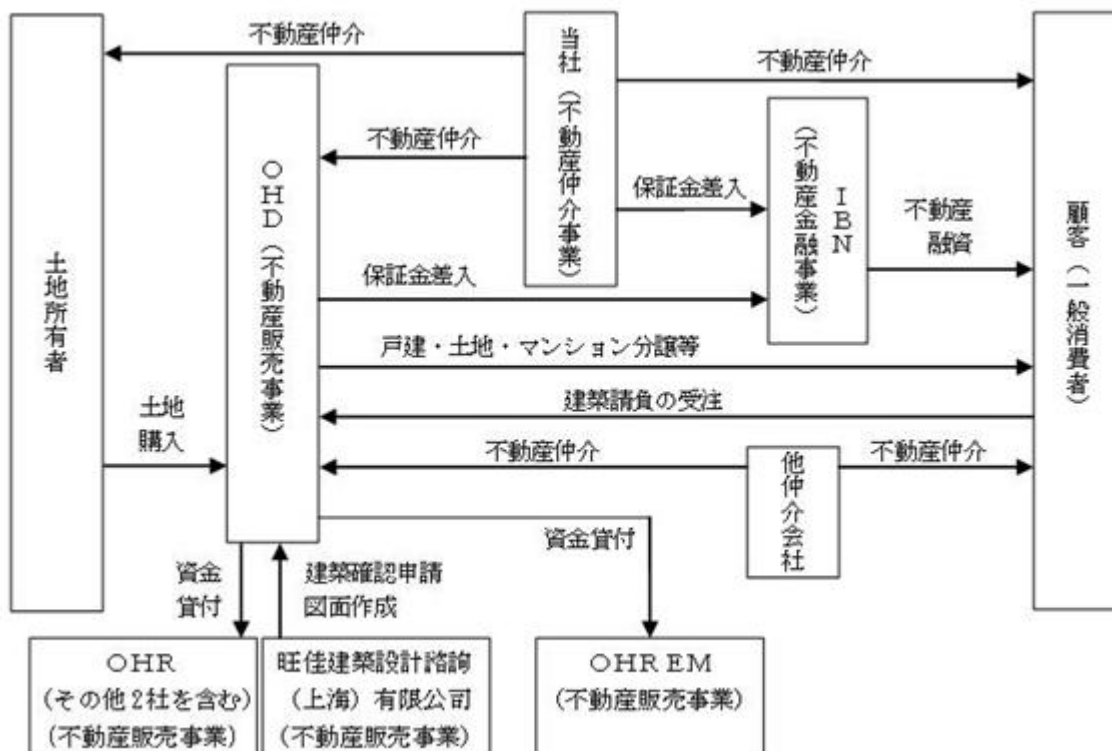 不動産仲介
当社（不動産仲介事業）
不動産仲介
不動産仲介
OHD（不動産販売事業）
保証金差入
IBN
（不動産金融事業）
不動産
融資
土地所有者
顧客（一般消費者）
保証金差入
戸建・土地・マンション分譲等
建築請負の受注
土地
購入
不動産仲介
他仲介会社
不動産仲介
資金
貸付
建築確認申請
図面作成
資金貸付
OHR
（その他2社を含む）
（不動産販売事業）
旺佳建築設計諮詢
（上海）有限公司
（不動産販売事業）
OHR EM
（不動産販売事業）